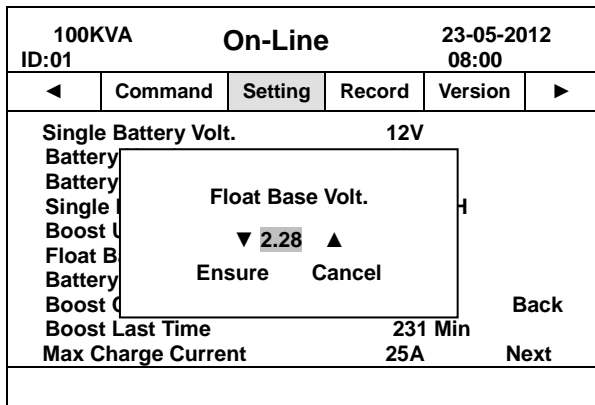 100KVA On-Line 23-05-2012
ID:01 08:00
◄ Command Setting Record Version ►
Single Battery Volt. 12V
Battery
Battery
Single H
Boost
Float
Battery
Boost Back
Boost Last Time 231 Min
Max Charge Current 25A Next
Float Base Volt.
▼ 2.28 ▲
Ensure Cancel